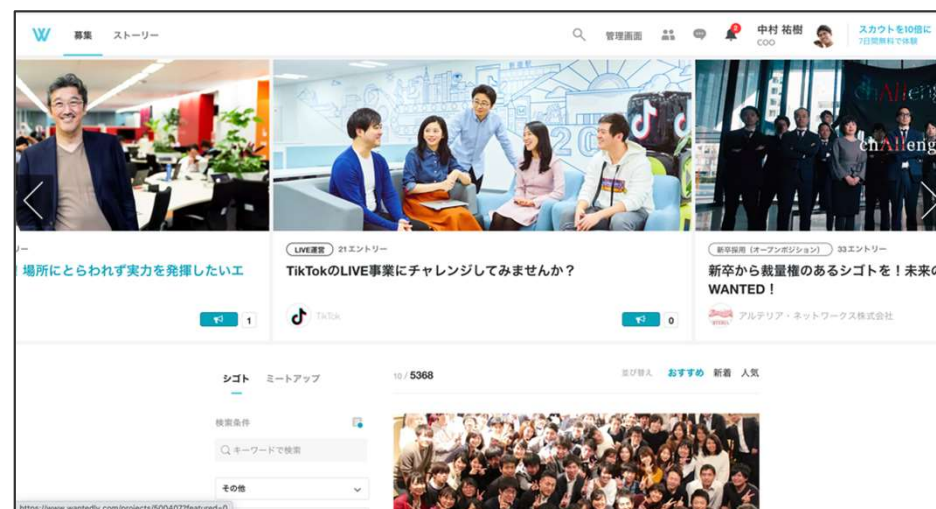 募集 ストーリー
管理画面
3
中村 祐樹
COO
スカウトを10倍に
7日間無料で体験
LIVE運営 21エントリー
新卒採用（オープンポジション） 33エントリー
！場所にとらわれず実力を発揮したいエ
TikTokのLIVE事業にチャレンジしてみませんか？
新卒から裁量権のあるシゴトを！未来の
WANTED！
1
TikTok
0
アルテリア・ネットワークス株式会社
シゴト ミートアップ
10 / 5368
並び替え おすすめ 新着 人気
検索条件
キーワードで検索
その他
https://www.wantedly.com/projects/500407?featured=0